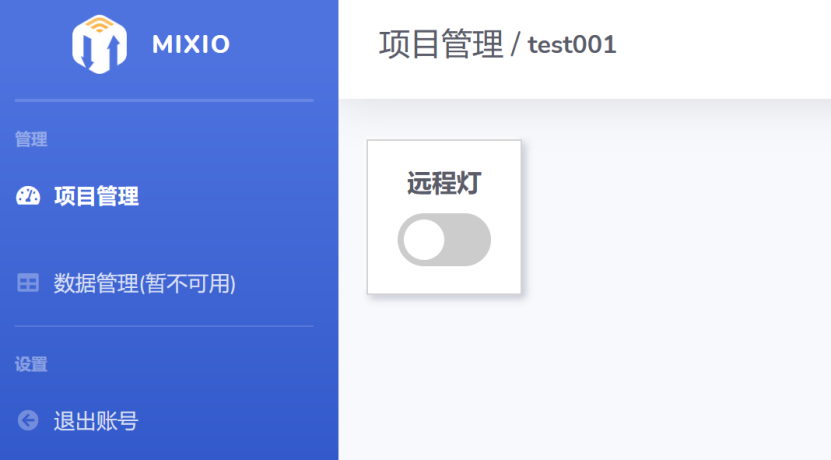 MIXIO
管理
项目管理
数据管理(暂不可用)
设置
退出账号
项目管理 / test001
远程灯